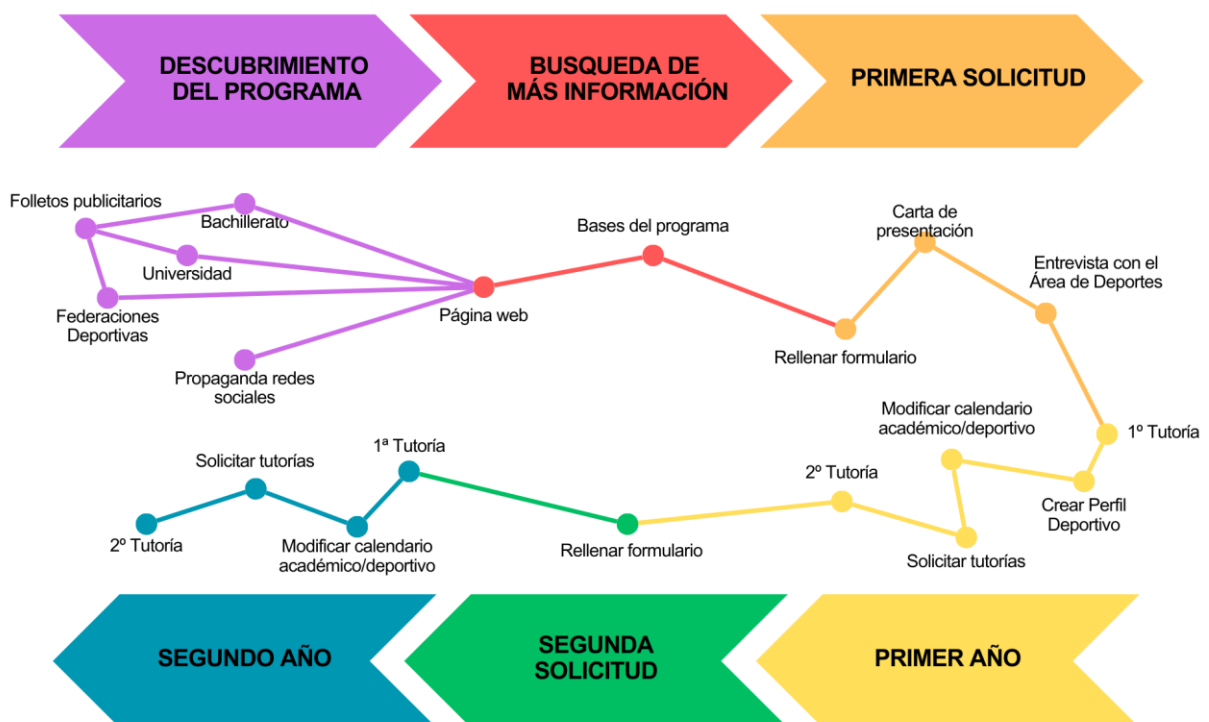 DESCUBRIMIENTO
DEL PROGRAMA
BUSQUEDA DE
MÁS INFORMACIÓN
PRIMERA SOLICITUD
Folletos publicitarios
Bachillerato
Universidad
Federaciones
Deportivas
Propaganda redes
sociales
Página web
Bases del programa
Rellenar formulario
Carta de
presentación
Entrevista con el
Área de Deportes
1º Tutoría
Crear Perfil
Deportivo
Modificar calendario
académico/deportivo
Solicitar tutorías
2º Tutoría
Rellenar formulario
1ª Tutoría
Modificar calendario
académico/deportivo
Solicitar tutorías
2º Tutoría
SEGUNDO AÑO
SEGUNDA
SOLICITUD
PRIMER AÑO